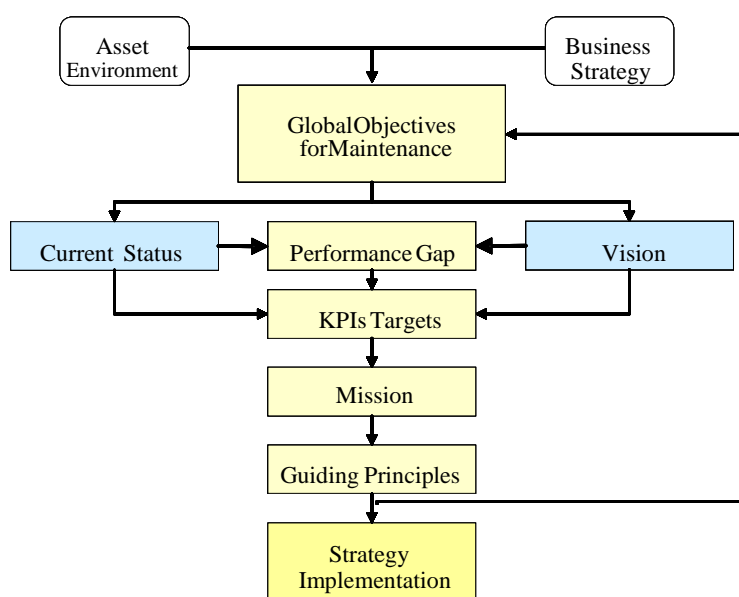 Asset
Environment
Business
Strategy
GlobalObjectives
forMaintenance
Current Status
Performance Gap
Vision
KPIs Targets
Mission
Guiding Principles
Strategy
Implementation